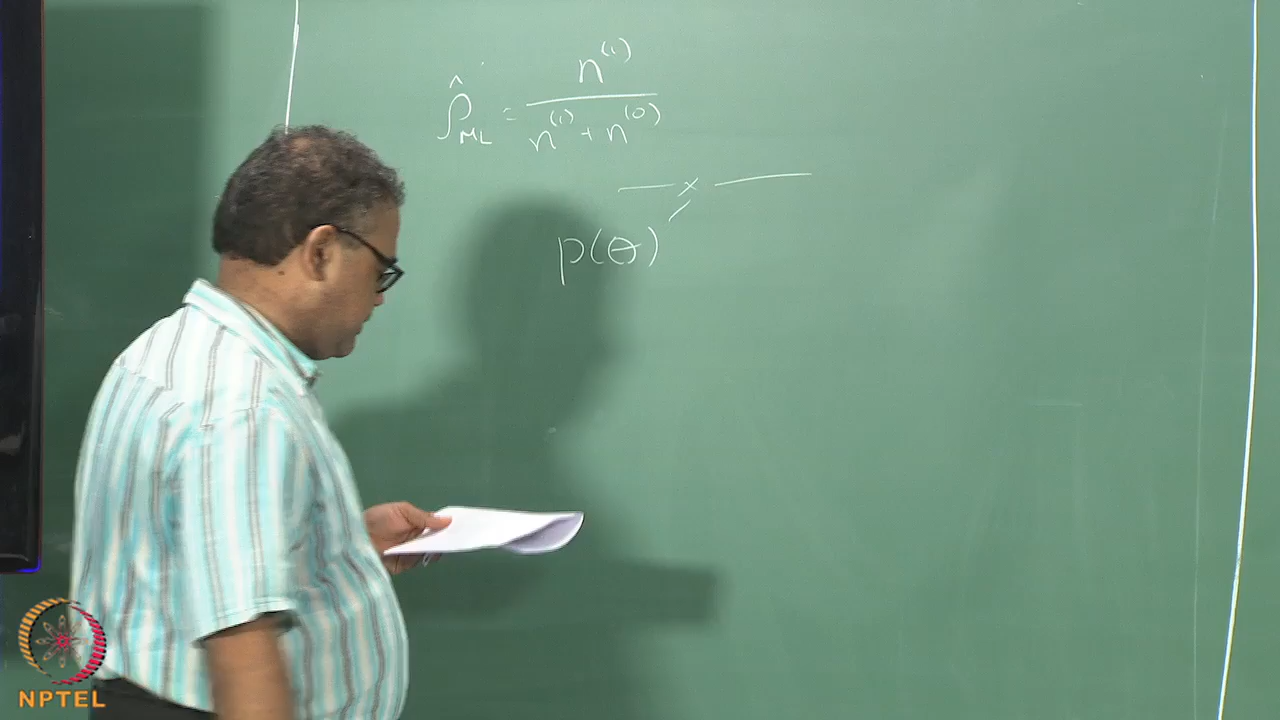 ρ̂_ML = n^(1) / (n^(1) + n^(0))
— x —
p(θ)
NPTEL